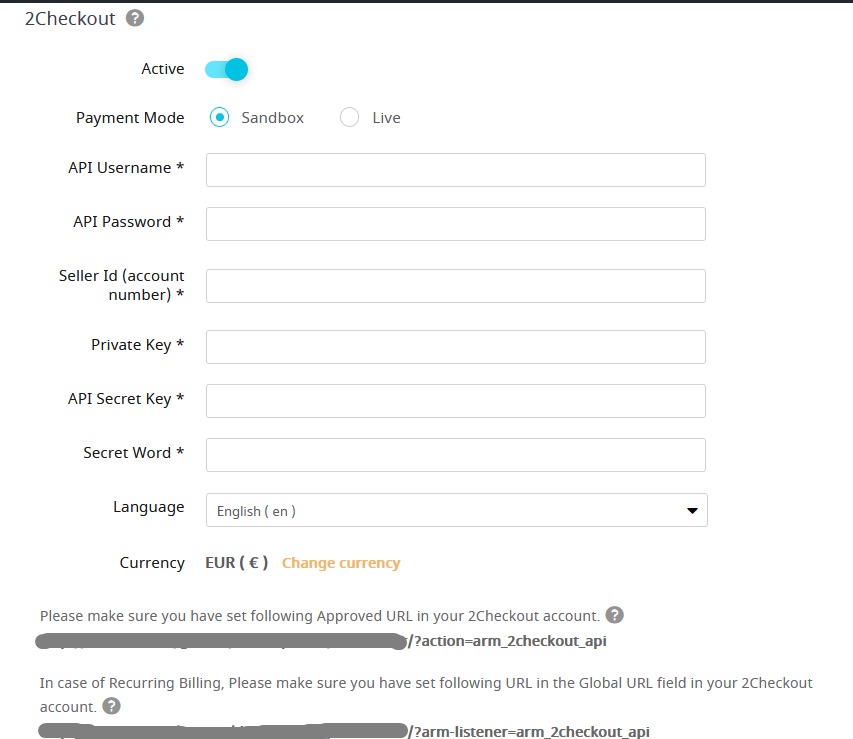 2Checkout ?
Active
Payment Mode Sandbox Live
API Username *
API Password *
Seller Id (account
number) *
Private Key *
API Secret Key *
Secret Word *
Language English ( en )
Currency EUR ( € ) Change currency
Please make sure you have set following Approved URL in your 2Checkout account. ?
/?action=arm_2checkout_api
In case of Recurring Billing, Please make sure you have set following URL in the Global URL field in your 2Checkout
account. ?
/?arm-listener=arm_2checkout_api